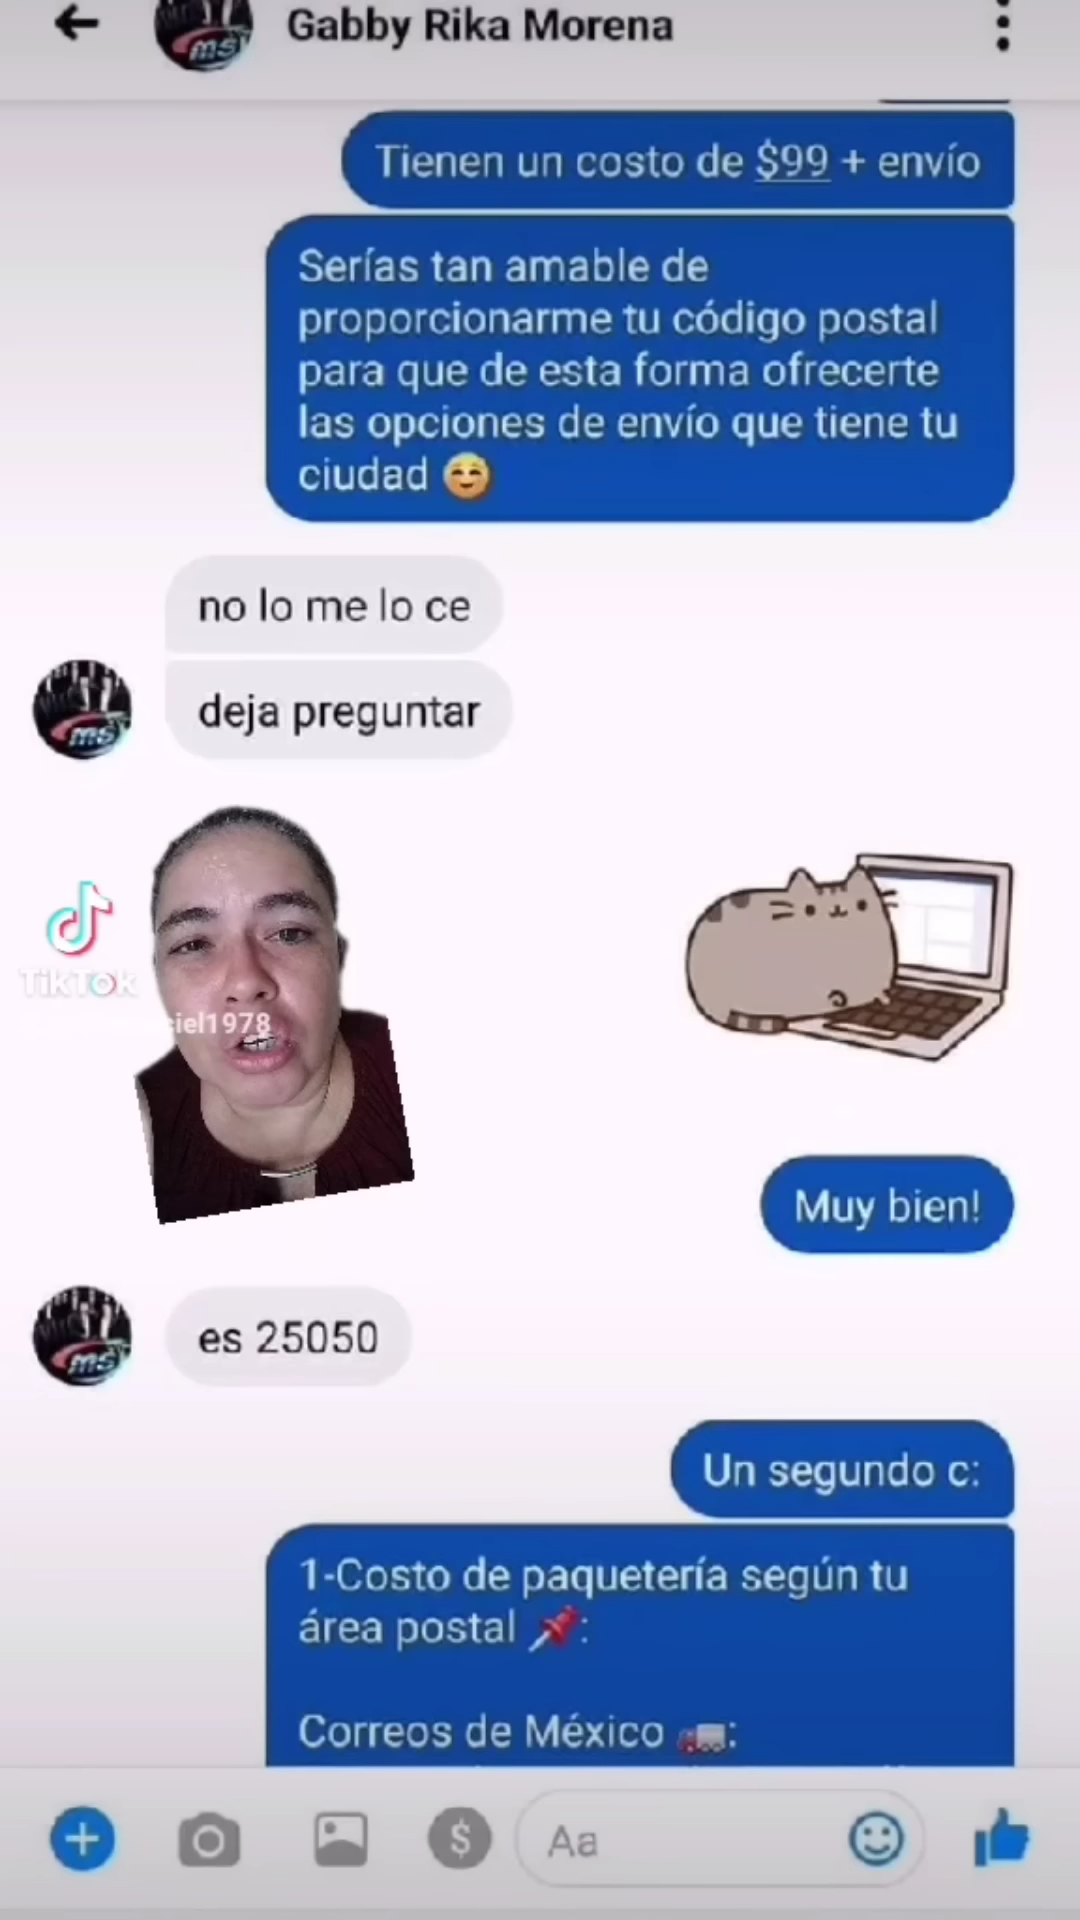 Gabby Rika Morena
Tienen un costo de $99 + envío
Serías tan amable de
proporcionarme tu código postal
para que de esta forma ofrecerte
las opciones de envío que tiene tu
ciudad 😊
no lo me lo ce
deja preguntar
TikTok
ciel1978
Muy bien!
es 25050
Un segundo c:
1-Costo de paquetería según tu
área postal 📌:
Correos de México 🚛:
Aa